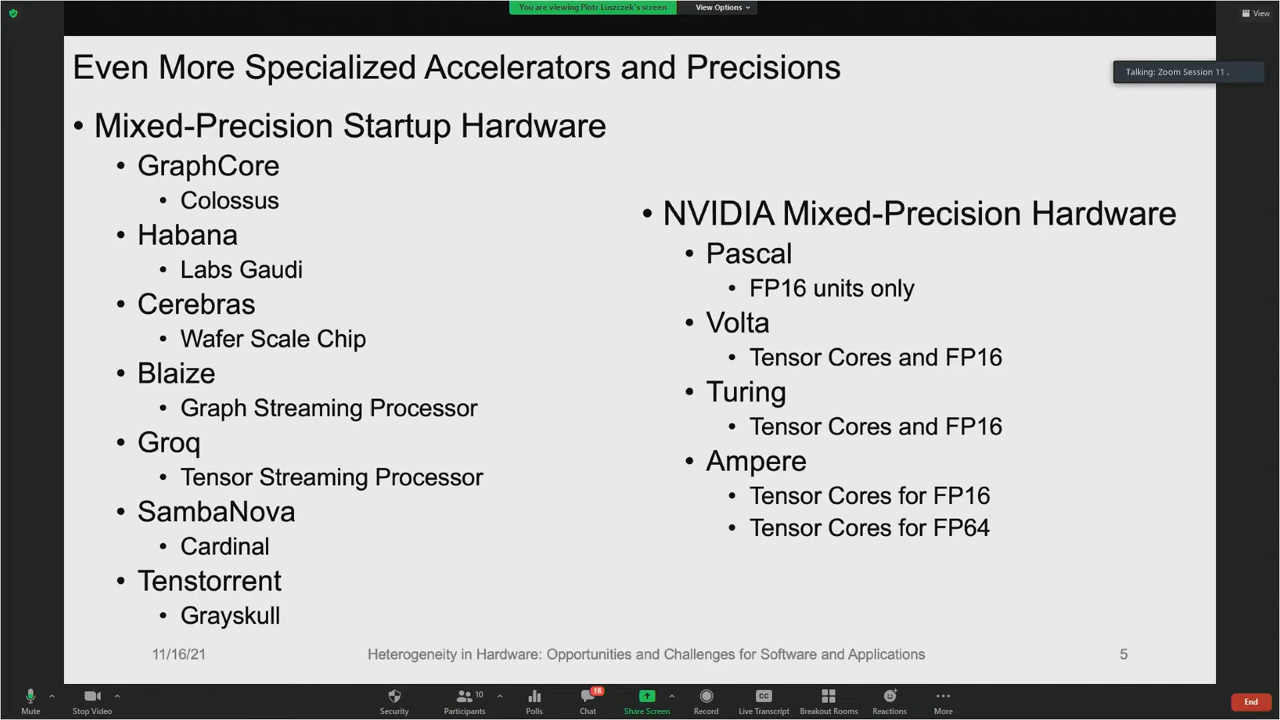 You are viewing Piotr Luszczek's screen
View Options
View
Talking: Zoom Session 11 .
Even More Specialized Accelerators and Precisions
• Mixed-Precision Startup Hardware
• GraphCore
• Colossus
• Habana
• Labs Gaudi
• Cerebras
• Wafer Scale Chip
• Blaize
• Graph Streaming Processor
• Groq
• Tensor Streaming Processor
• SambaNova
• Cardinal
• Tenstorrent
• Grayskull
• NVIDIA Mixed-Precision Hardware
• Pascal
• FP16 units only
• Volta
• Tensor Cores and FP16
• Turing
• Tensor Cores and FP16
• Ampere
• Tensor Cores for FP16
• Tensor Cores for FP64
11/16/21
Heterogeneity in Hardware: Opportunities and Challenges for Software and Applications
5
Mute
Stop Video
Security
10
Participants
Polls
18
Chat
Share Screen
Record
CC
Live Transcript
Breakout Rooms
Reactions
More
End